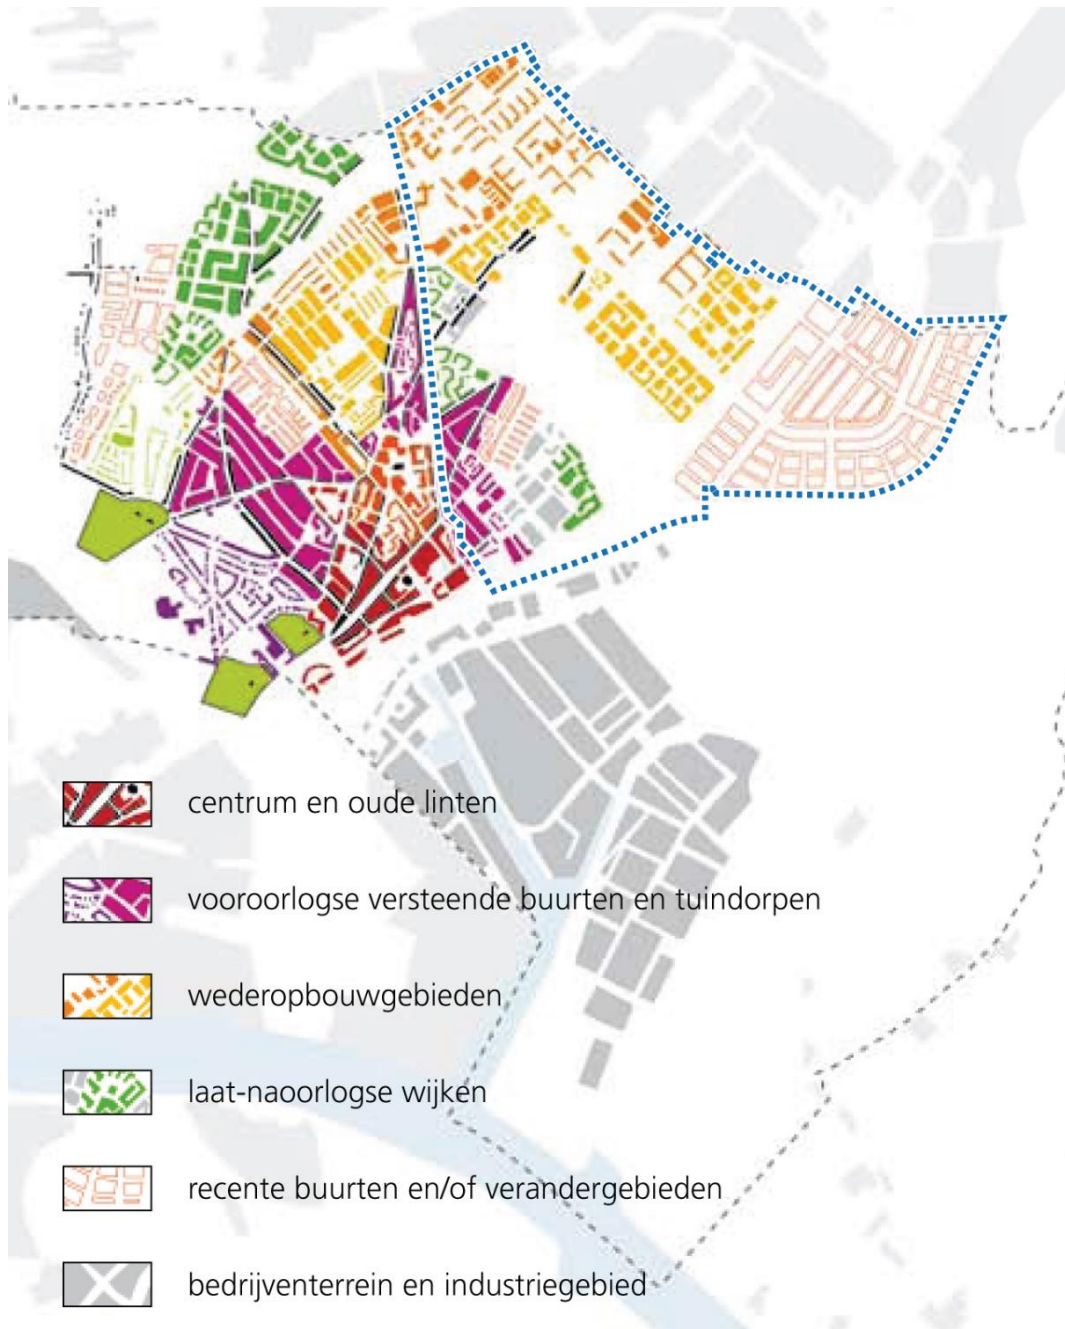 centrum en oude linten
vooroorlogse versteende buurten en tuindorpen
wederopbouwgebieden
laat-naoorlogse wijken
recente buurten en/of verandergebieden
bedrijventerrein en industriegebied